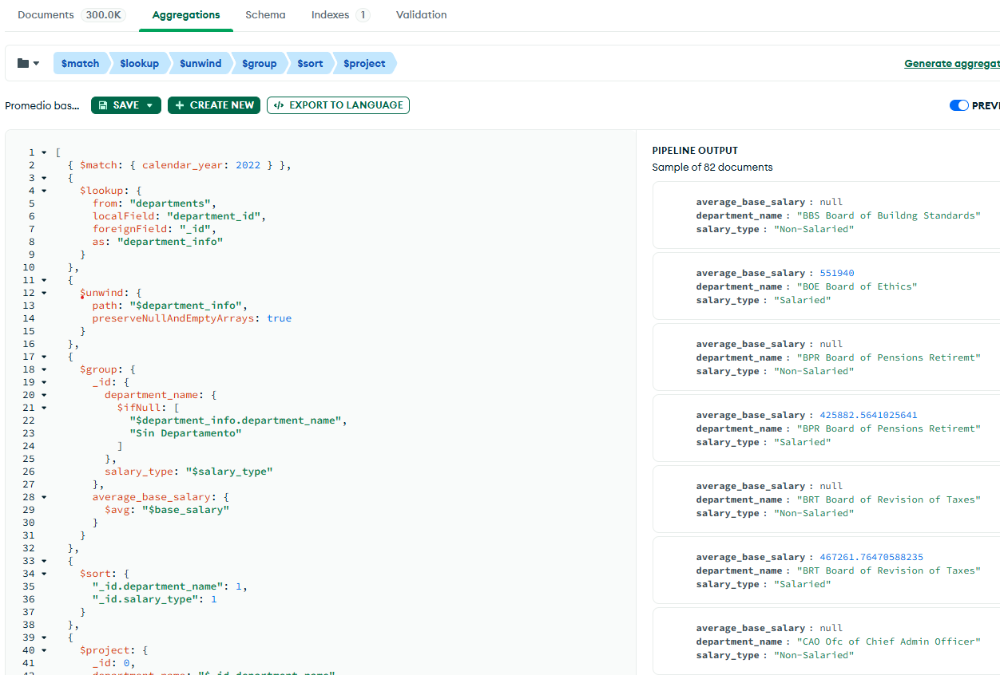 Documents 300.0K Aggregations Schema Indexes 1 Validation
$match $lookup $unwind $group $sort $project Generate aggregat
Promedio bas... SAVE + CREATE NEW </> EXPORT TO LANGUAGE PREVI
1 [
2 { $match: { calendar_year: 2022 } },
3 {
4 $lookup: {
5 from: "departments",
6 localField: "department_id",
7 foreignField: "_id",
8 as: "department_info"
9 }
10 },
11 {
12 $unwind: {
13 path: "$department_info",
14 preserveNullAndEmptyArrays: true
15 }
16 },
17 {
18 $group: {
19 _id: {
20 department_name: {
21 $ifNull: [
22 "$department_info.department_name",
23 "Sin Departamento"
24 ]
25 },
26 salary_type: "$salary_type"
27 },
28 average_base_salary: {
29 $avg: "$base_salary"
30 }
31 }
32 },
33 {
34 $sort: {
35 "_id.department_name": 1,
36 "_id.salary_type": 1
37 }
38 },
39 {
40 $project: {
41 _id: 0,
42 department_name: "$_id.department_name"
PIPELINE OUTPUT
Sample of 82 documents
average_base_salary : null
department_name : "BBS Board of Buildng Standards"
salary_type : "Non-Salaried"
average_base_salary : 551940
department_name : "BOE Board of Ethics"
salary_type : "Salaried"
average_base_salary : null
department_name : "BPR Board of Pensions Retiremt"
salary_type : "Non-Salaried"
average_base_salary : 425882.5641025641
department_name : "BPR Board of Pensions Retiremt"
salary_type : "Salaried"
average_base_salary : null
department_name : "BRT Board of Revision of Taxes"
salary_type : "Non-Salaried"
average_base_salary : 467261.76470588235
department_name : "BRT Board of Revision of Taxes"
salary_type : "Salaried"
average_base_salary : null
department_name : "CAO Ofc of Chief Admin Officer"
salary_type : "Non-Salaried"